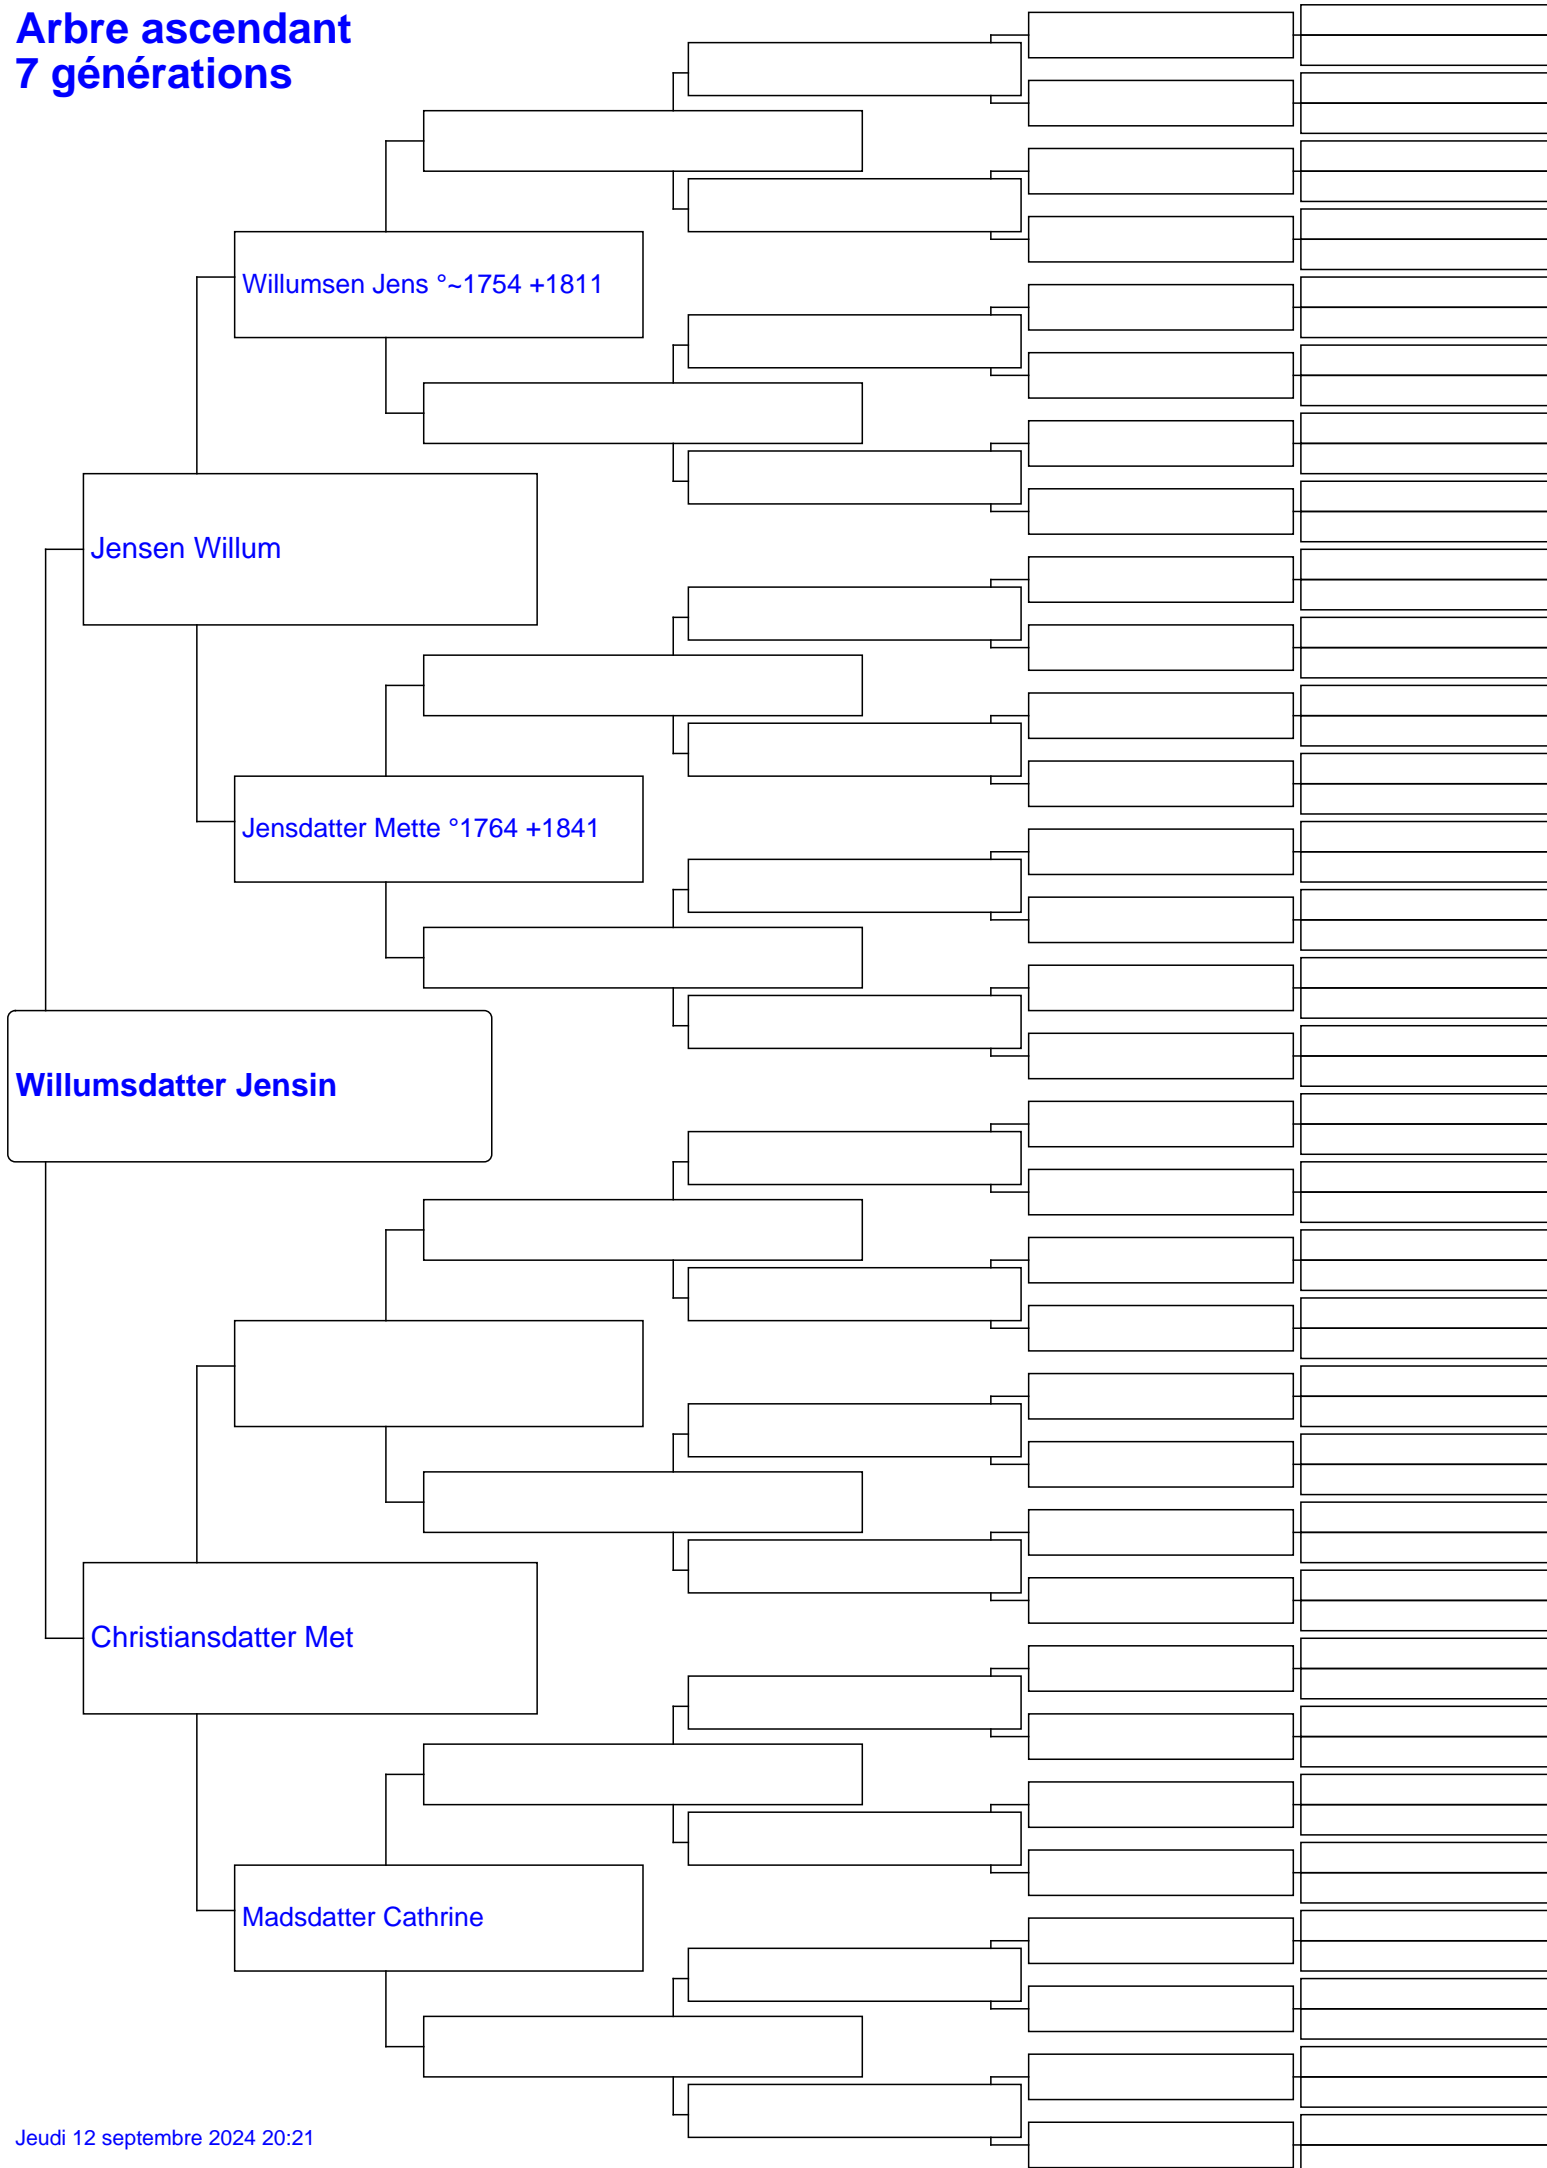 Arbre ascendant
7 générations
Willumsen Jens °~1754 +1811
Jensen Willum
Jensdatter Mette °1764 +1841
Willumsdatter Jensin
Christiansdatter Met
Madsdatter Cathrine
Jeudi 12 septembre 2024 20:21